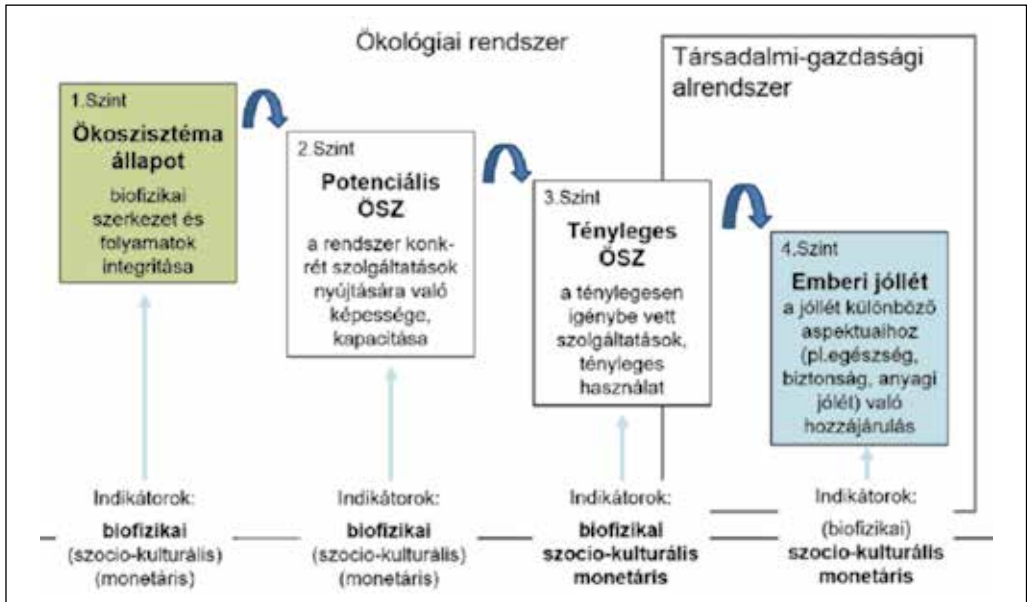 Ökológiai rendszer
Társadalmi-gazdasági
alrendszer
1.Szint
Ökoszisztéma
állapot
biofizikai
szerkezet és
folyamatok
integritása
2.Szint
Potenciális
ÖSZ
a rendszer konk-
rét szolgáltatások
nyújtására való
képessége,
kapacitása
3.Szint
Tényleges
ÖSZ
a ténylegesen
igénybe vett
szolgáltatások,
tényleges
használat
4.Szint
Emberi jóllét
a jóllét különböző
aspektuaihoz
(pl.egészség,
biztonság, anyagi
jólét) való
hozzájárulás
Indikátorok:
biofizikai
(szocio-kulturális)
(monetáris)
Indikátorok:
biofizikai
(szocio-kulturális)
(monetáris)
Indikátorok:
biofizikai
szocio-kulturális
monetáris
Indikátorok:
(biofizikai)
szocio-kulturális
monetáris